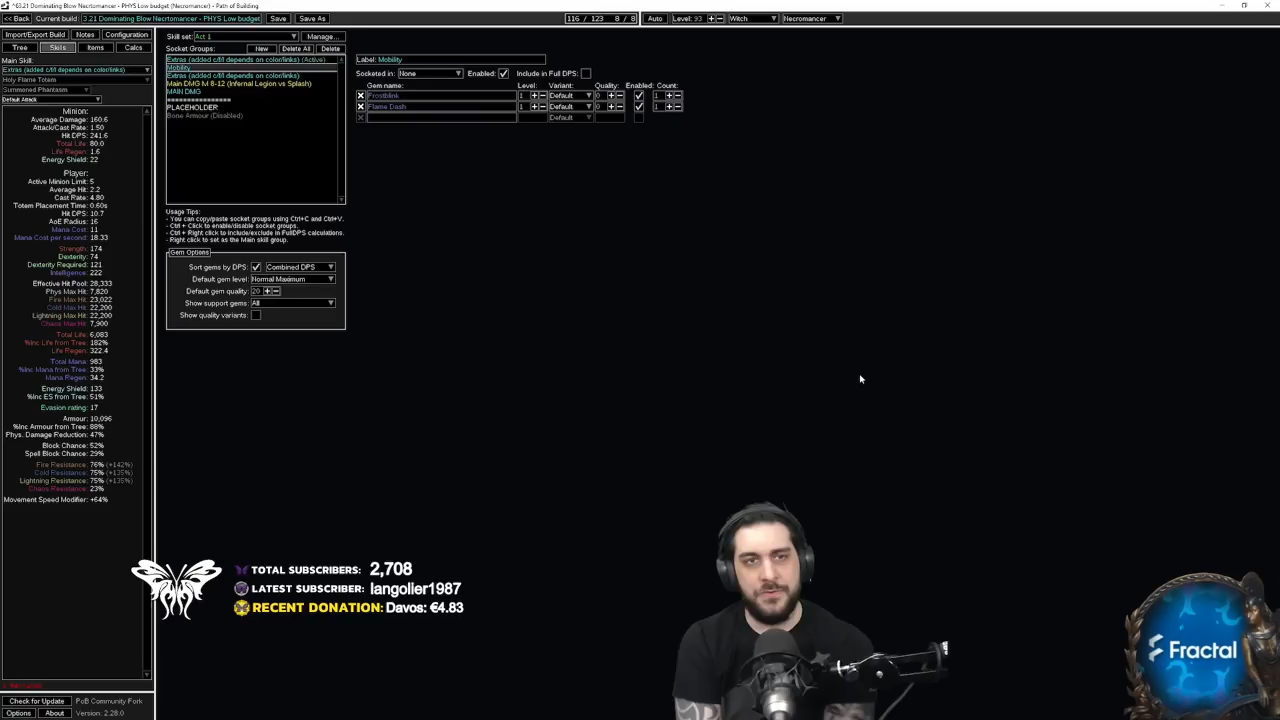 ^63.21 Dominating Blow Necromancer - PHYS Low budget (Necromancer) - Path of Building
<< Back
Current build:
3.21 Dominating Blow Necrtomancer - PHYS Low budget
Save
Save As
116 / 123 8 / 8
Auto
Level: 93
Witch
Necromancer
Import/Export Build
Notes
Configuration
Tree
Skills
Items
Calcs
Main Skill:
Extras (added c/f/l depends on color/links)
Holy Flame Totem
Summoned Phantasm
Default Attack
Minion:
Average Damage: 160.6
Attack/Cast Rate: 1.50
Hit DPS: 241.6
Total Life: 80.0
Life Regen: 1.6
Energy Shield: 22
Player:
Active Minion Limit: 5
Average Hit: 2.2
Cast Rate: 4.80
Totem Placement Time: 0.60s
Hit DPS: 10.7
AoE Radius: 16
Mana Cost: 11
Mana Cost per second: 18.33
Strength: 174
Dexterity: 74
Dexterity Required: 121
Intelligence: 222
Effective Hit Pool: 28,333
Phys Max Hit: 7,820
Fire Max Hit: 23,022
Cold Max Hit: 22,200
Lightning Max Hit: 22,200
Chaos Max Hit: 7,900
Total Life: 6,083
%Inc Life from Tree: 182%
Life Regen: 322.4
Total Mana: 983
%Inc Mana from Tree: 33%
Mana Regen: 34.2
Energy Shield: 133
%Inc ES from Tree: 51%
Evasion rating: 17
Armour: 10,096
%Inc Armour from Tree: 88%
Phys. Damage Reduction: 47%
Block Chance: 52%
Spell Block Chance: 29%
Fire Resistance: 76% (+142%)
Cold Resistance: 75% (+135%)
Lightning Resistance: 75% (+135%)
Chaos Resistance: 23%
Movement Speed Modifier: +64%
Check for Update
PoB Community Fork
Options
About
Version: 2.28.0
Skill set:
Act 1
Manage...
Socket Groups:
New
Delete All
Delete
Extras (added c/f/l depends on color/links) (Active)
Mobility
Extras (added c/f/l depends on color/links)
Main DMG lvl 8-12 (Infernal Legion vs Splash)
MAIN DMG
================
PLACEHOLDER
Bone Armour (Disabled)
Usage Tips:
- You can copy/paste socket groups using Ctrl+C and Ctrl+V.
- Ctrl + Click to enable/disable socket groups.
- Ctrl + Right click to include/exclude in FullDPS calculations.
- Right click to set as the Main skill group.
Gem Options
Sort gems by DPS:
Combined DPS
Default gem level:
Normal Maximum
Default gem quality:
20
Show support gems:
All
Show quality variants:
Label: Mobility
Socketed in:
None
Enabled:
Include in Full DPS:
Gem name:
Level:
Variant:
Quality:
Enabled:
Count:
Frostblink
1
Default
0
1
Flame Dash
1
Default
0
1
Default
TOTAL SUBSCRIBERS: 2,708
LATEST SUBSCRIBER: langolier1987
RECENT DONATION: Davos: €4.83
Fractal